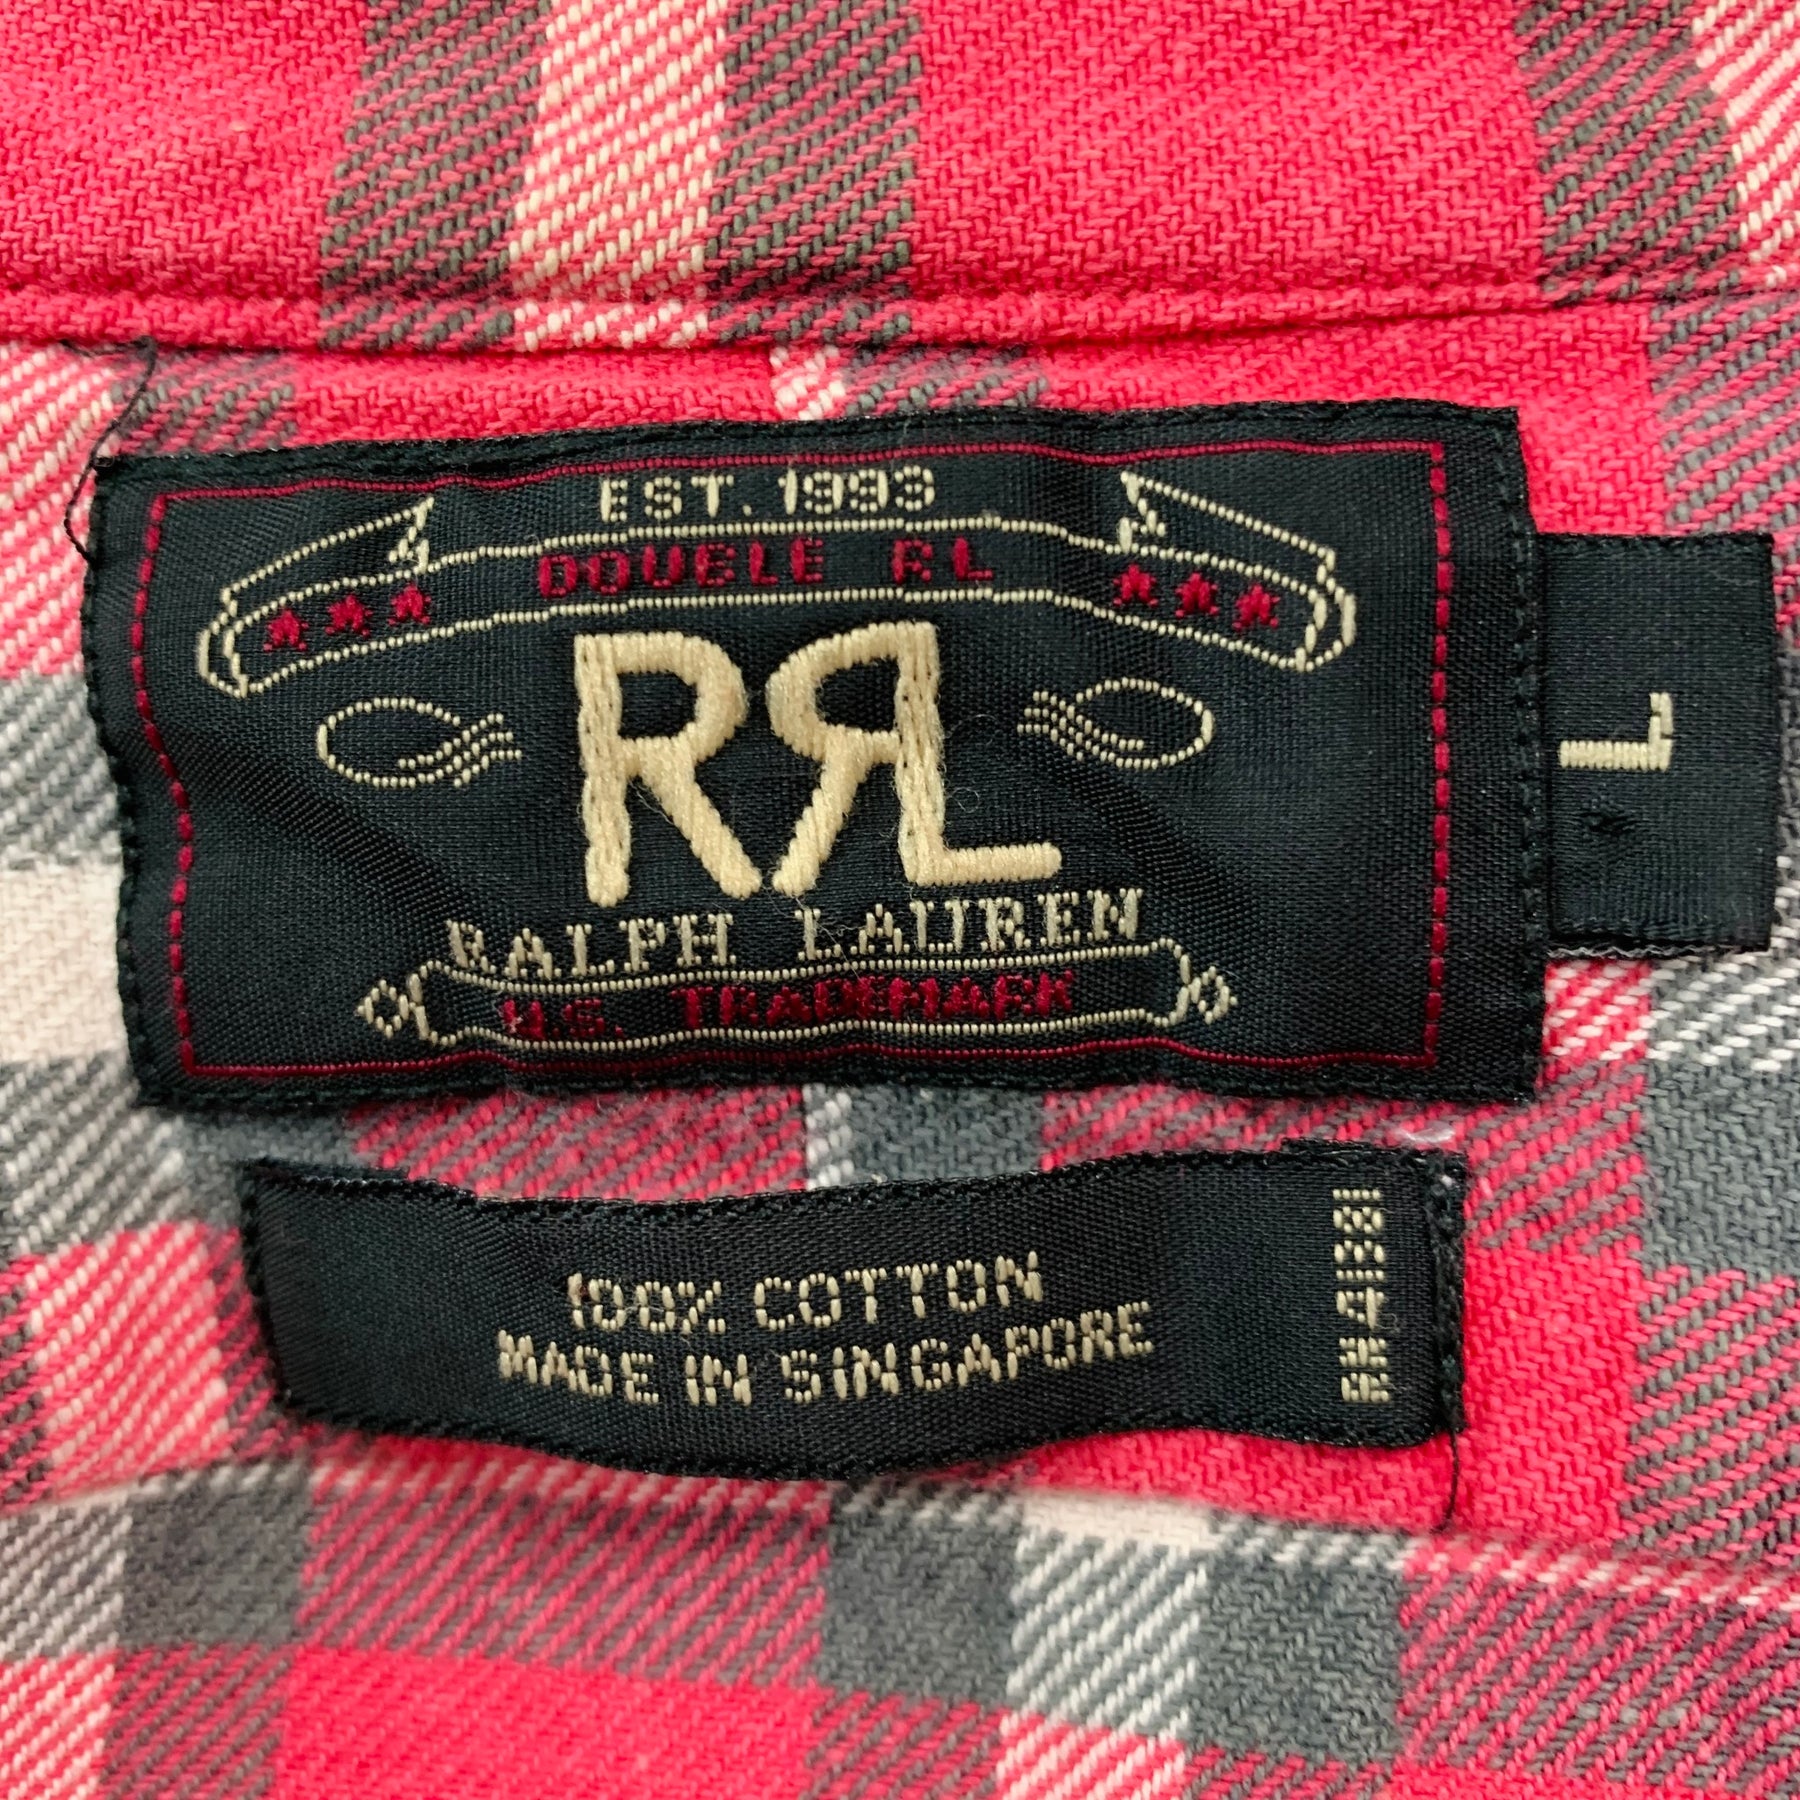 EST. 1993
DOUBLE RL
RRL
RALPH LAUREN
U.S. TRADEMARK
L
100% COTTON
MADE IN SINGAPORE